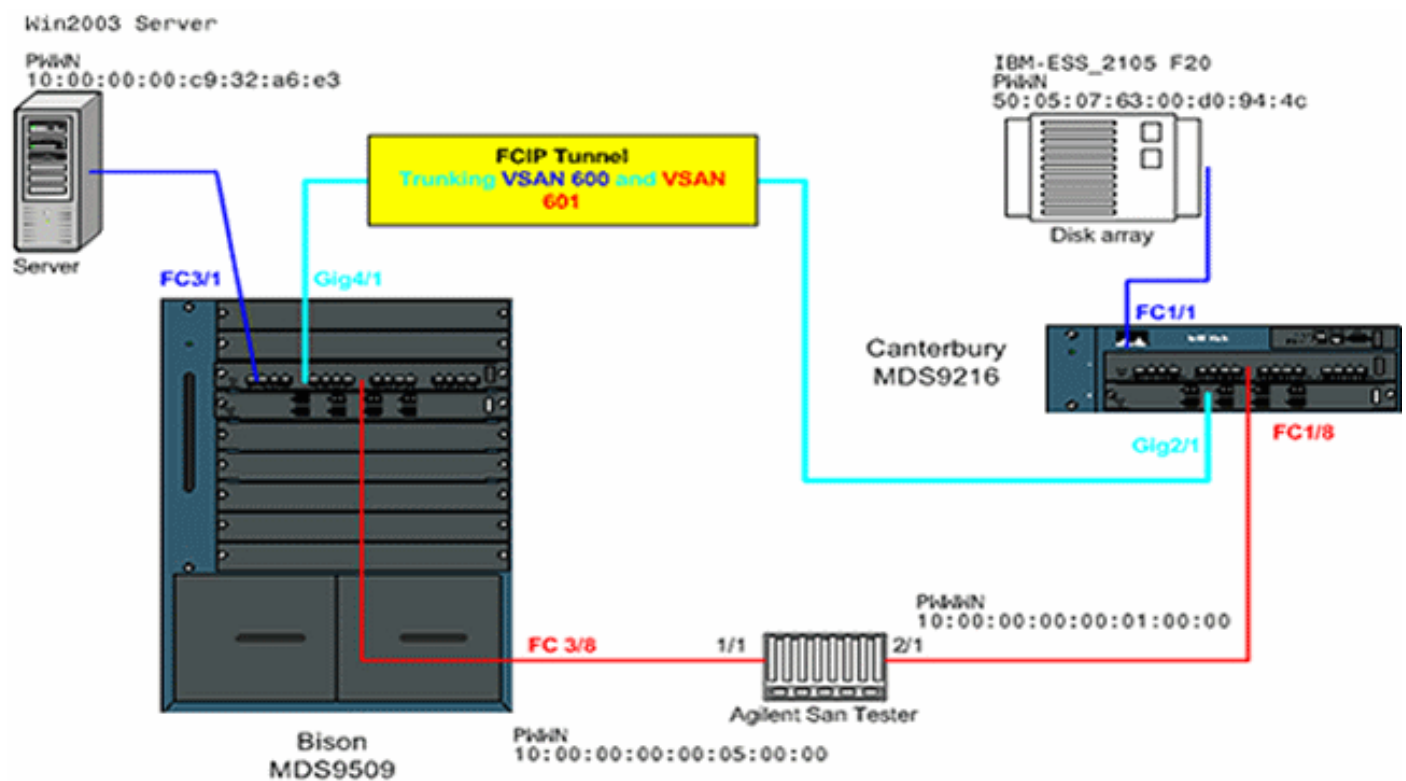 Win2003 Server
PWWN
10:00:00:00:c9:32:a6:e3
Server
IBM-ESS_2105 F20
PWWN
50:05:07:63:00:d0:94:4c
Disk array
FCIP Tunnel
Trunking VSAN 600 and VSAN
601
FC3/1
Gig4/1
FC1/1
Canterbury
MDS9216
Gig2/1
FC1/8
PWWWN
10:00:00:00:00:01:00:00
FC 3/8
1/1
2/1
Agilent San Tester
Bison
MDS9509
PWWN
10:00:00:00:00:05:00:00